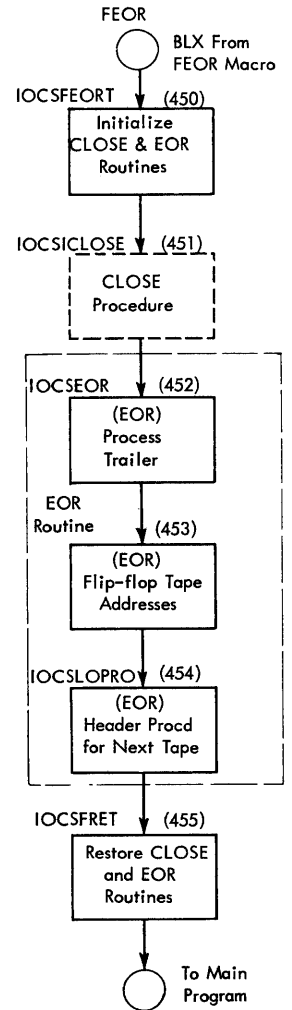 FEOR
BLX From
FEOR Macro
IOCSFEORT (450)
Initialize
CLOSE & EOR
Routines
IOCSICLOSE (451)
CLOSE
Procedure
IOCSEOR (452)
(EOR)
Process
Trailer
EOR
Routine
(453)
(EOR)
Flip-flop Tape
Addresses
IOCSLOPRO (454)
(EOR)
Header Procd
for Next Tape
IOCSFRET (455)
Restore CLOSE
and EOR
Routines
To Main
Program